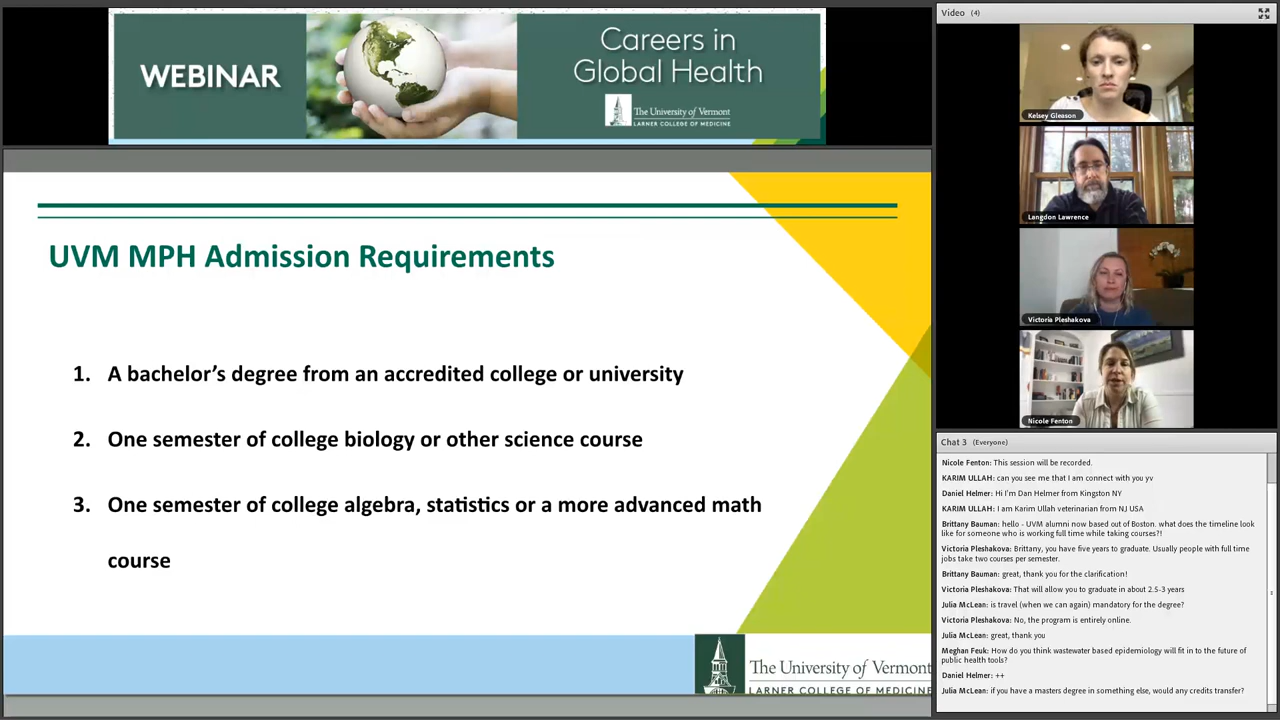 WEBINAR
Careers in
Global Health
The University of Vermont
LARNER COLLEGE OF MEDICINE
UVM MPH Admission Requirements
1. A bachelor’s degree from an accredited college or university
2. One semester of college biology or other science course
3. One semester of college algebra, statistics or a more advanced math
course
The University of Vermont
LARNER COLLEGE OF MEDICINE
Video (4)
Kelsey Gleason
Langdon Lawrence
Victoria Pleshakova
Nicole Fenton
Chat 3 (Everyone)
Nicole Fenton: This session will be recorded.
KARIM ULLAH: can you see me that I am connect with you yv
Daniel Helmer: Hi I'm Dan Helmer from Kingston NY
KARIM ULLAH: I am Karim Ullah veterinarian from NJ USA
Brittany Bauman: hello - UVM alumni now based out of Boston. what does the timeline look
like for someone who is working full time while taking courses?!
Victoria Pleshakova: Brittany, you have five years to graduate. Usually people with full time
jobs take two courses per semester.
Brittany Bauman: great, thank you for the clarification!
Victoria Pleshakova: That will allow you to graduate in about 2.5-3 years
Julia McLean: is travel (when we can again) mandatory for the degree?
Victoria Pleshakova: No, the program is entirely online.
Julia McLean: great, thank you
Meghan Feuk: How do you think wastewater based epidemiology will fit in to the future of
public health tools?
Daniel Helmer: ++
Julia McLean: if you have a masters degree in something else, would any credits transfer?